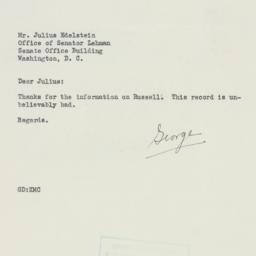 Mr. Julius Edelstein
Office of Senator Lehman
Senate Office Building
Washington, D. C.
Dear Julius:
Thanks for the information on Russell. This record is un-
believably bad.
Regards.
George
GD:EMC